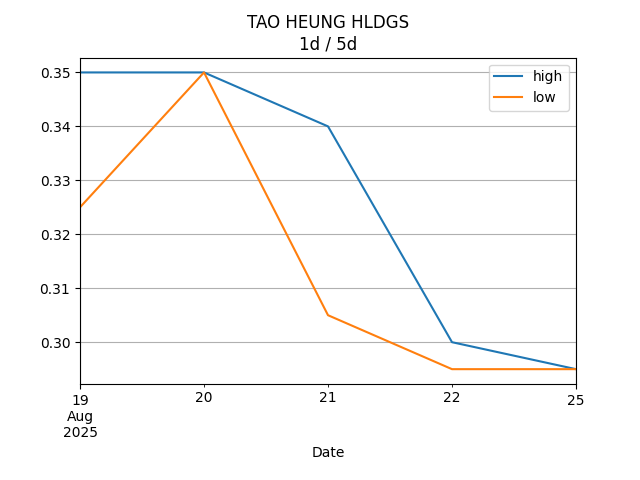 TAO HEUNG HLDGS
1d / 5d
high
low
0.35
0.34
0.33
0.32
0.31
0.30
19 20 21 22 25
Aug
2025
Date